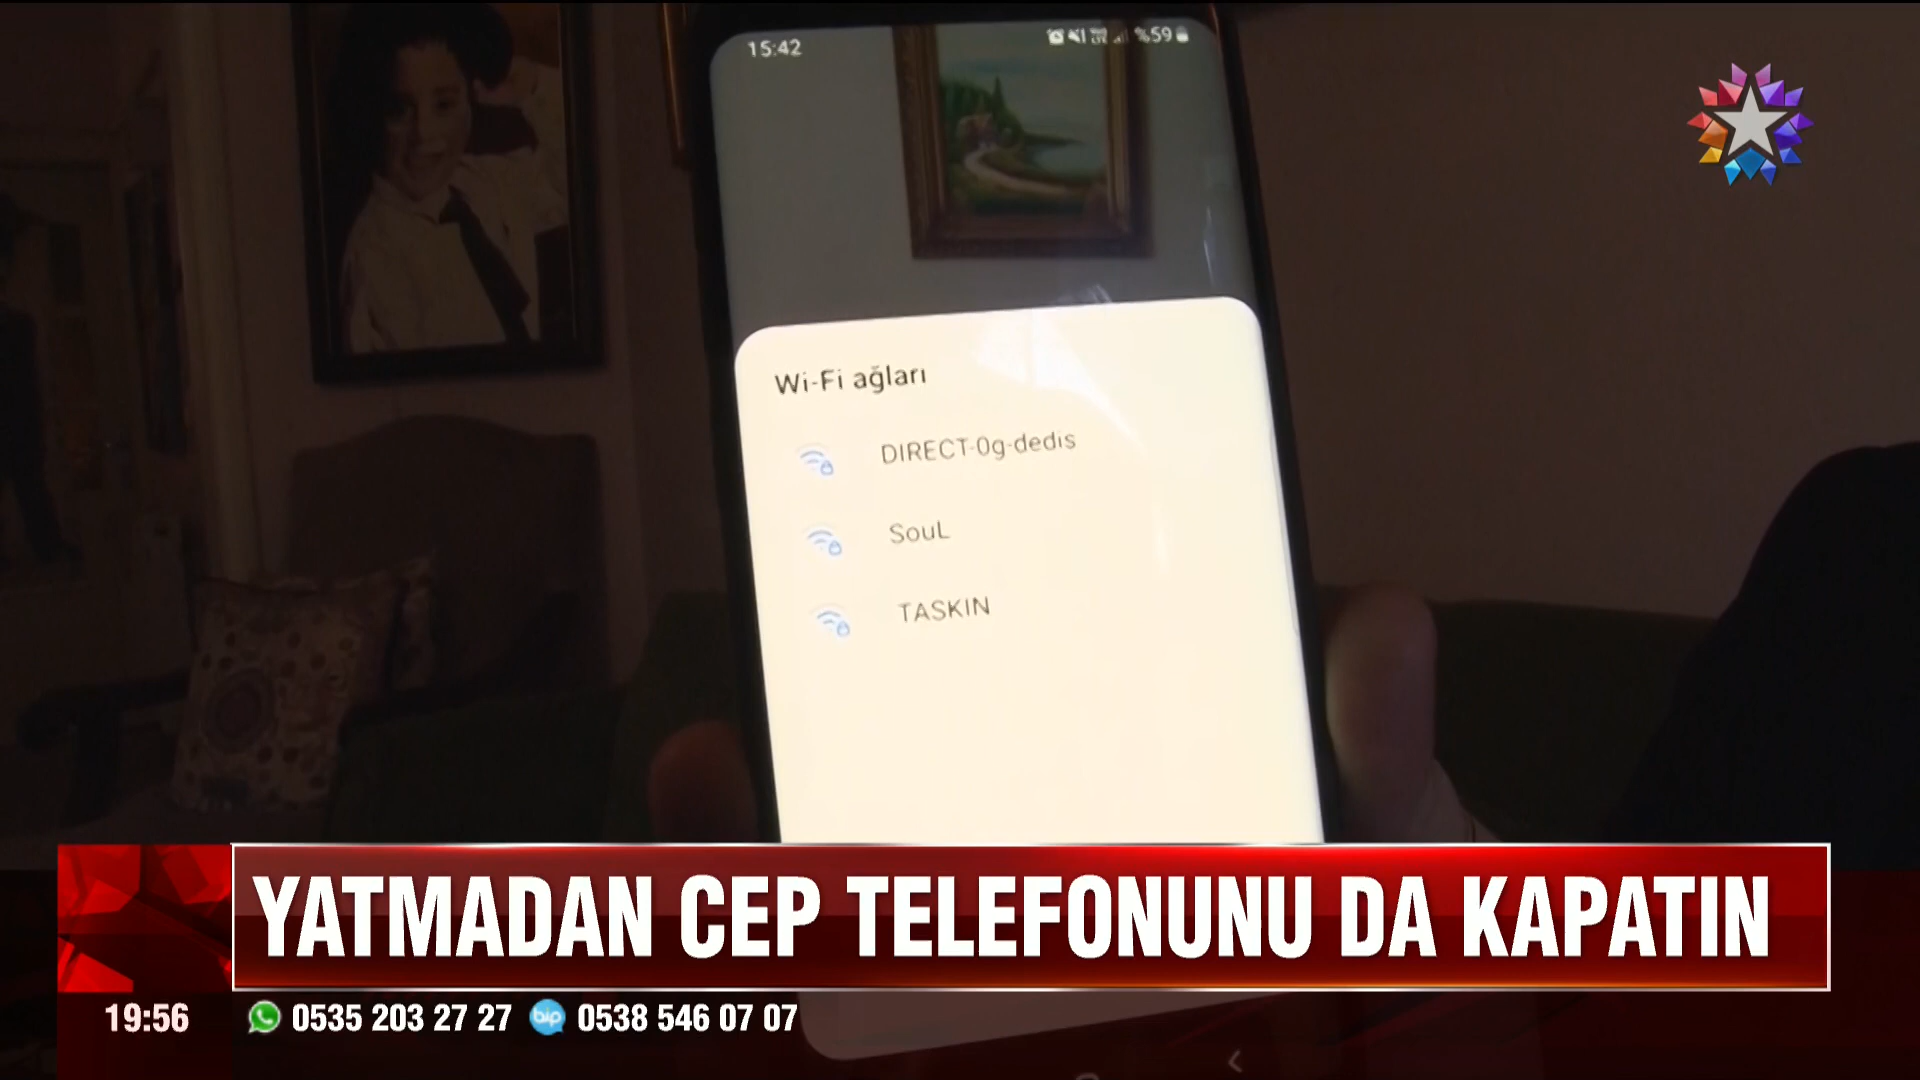 15:42
%59
Wi-Fi ağları
DIRECT-0g-dedis
SouL
TASKIN
YATMADAN CEP TELEFONUNU DA KAPATIN
19:56
0535 203 27 27
bip
0538 546 07 07